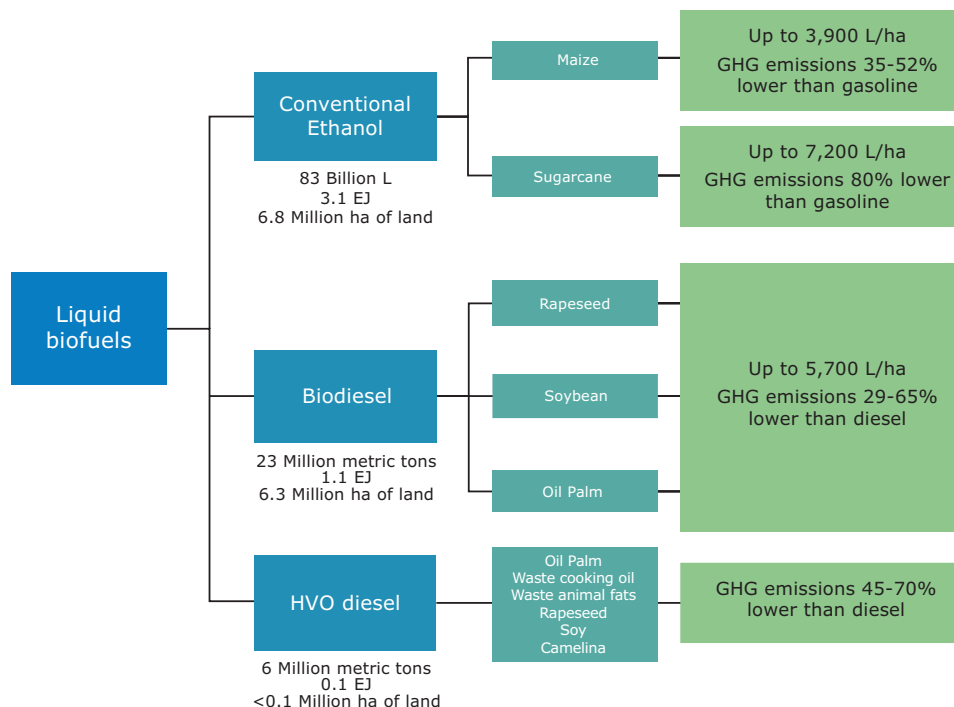 Liquid
biofuels
Conventional
Ethanol
83 Billion L
3.1 EJ
6.8 Million ha of land
Maize
Up to 3,900 L/ha
GHG emissions 35-52%
lower than gasoline
Sugarcane
Up to 7,200 L/ha
GHG emissions 80% lower
than gasoline
Biodiesel
23 Million metric tons
1.1 EJ
6.3 Million ha of land
Rapeseed
Soybean
Oil Palm
Up to 5,700 L/ha
GHG emissions 29-65%
lower than diesel
HVO diesel
6 Million metric tons
0.1 EJ
<0.1 Million ha of land
Oil Palm
Waste cooking oil
Waste animal fats
Rapeseed
Soy
Camelina
GHG emissions 45-70%
lower than diesel